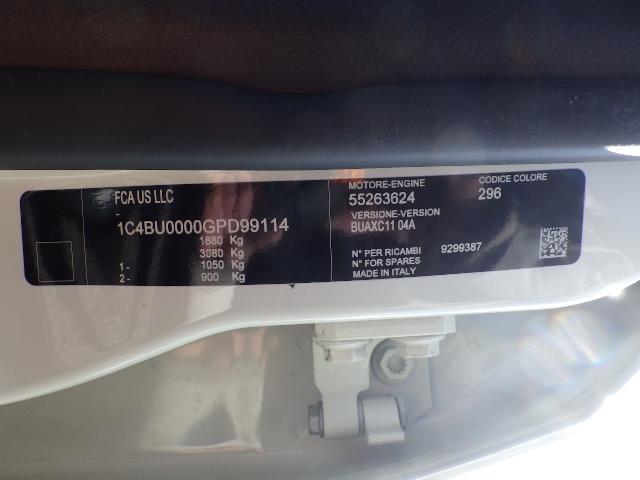 FCA US LLC
-
1C4BU0000GPD99114
1880 Kg
3080 Kg
1 - 1050 Kg
2 - 900 Kg
MOTORE-ENGINE
55263624
VERSIONE-VERSION
BUAXC11 04A
N° PER RICAMBI 9299387
N° FOR SPARES
MADE IN ITALY
CODICE COLORE
296